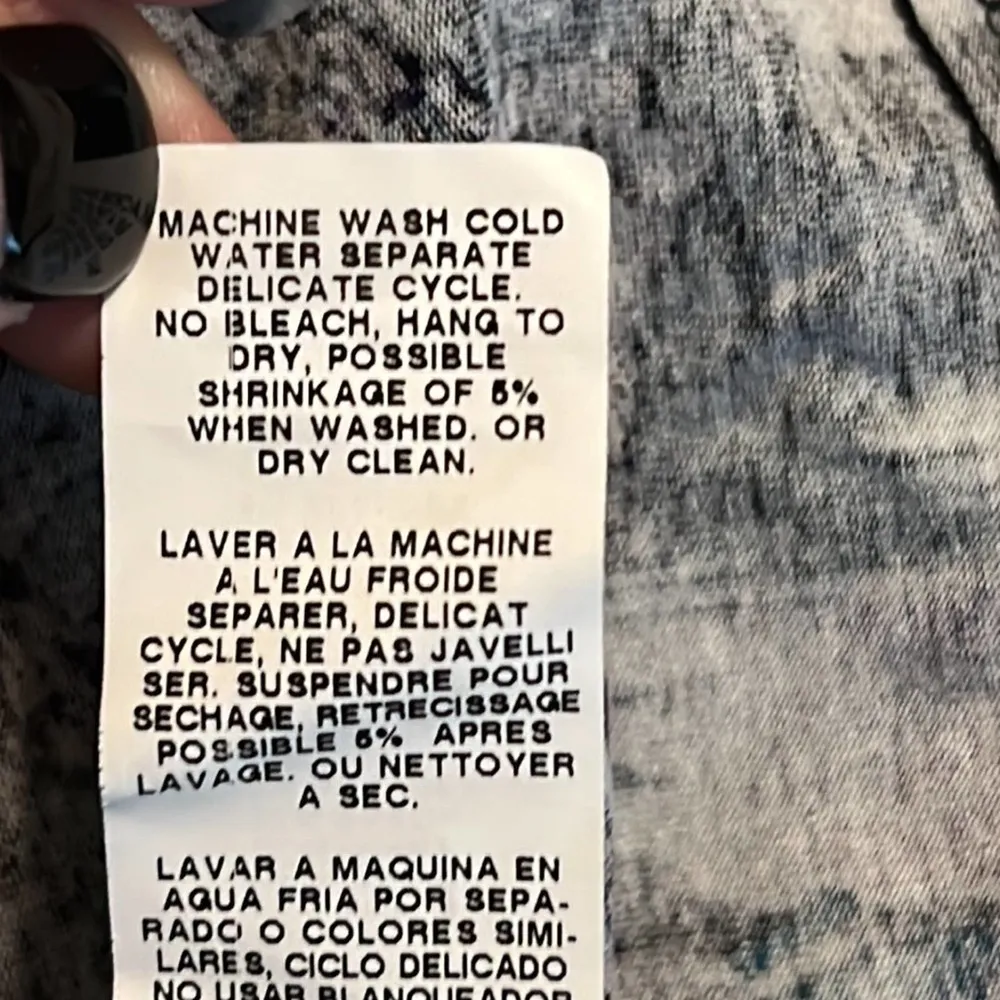 MACHINE WASH COLD
WATER SEPARATE
DELICATE CYCLE.
NO BLEACH, HANG TO
DRY, POSSIBLE
SHRINKAGE OF 5%
WHEN WASHED. OR
DRY CLEAN.
LAVER A LA MACHINE
A L'EAU FROIDE
SEPARER, DELICAT
CYCLE, NE PAS JAVELLI
SER. SUSPENDRE POUR
SECHAGE, RETRECISSAGE
POSSIBLE 5% APRES
LAVAGE. OU NETTOYER
A SEC.
LAVAR A MAQUINA EN
AGUA FRIA POR SEPA-
RADO O COLORES SIMI-
LARES, CICLO DELICADO
NO USAR BLANQUEADOR